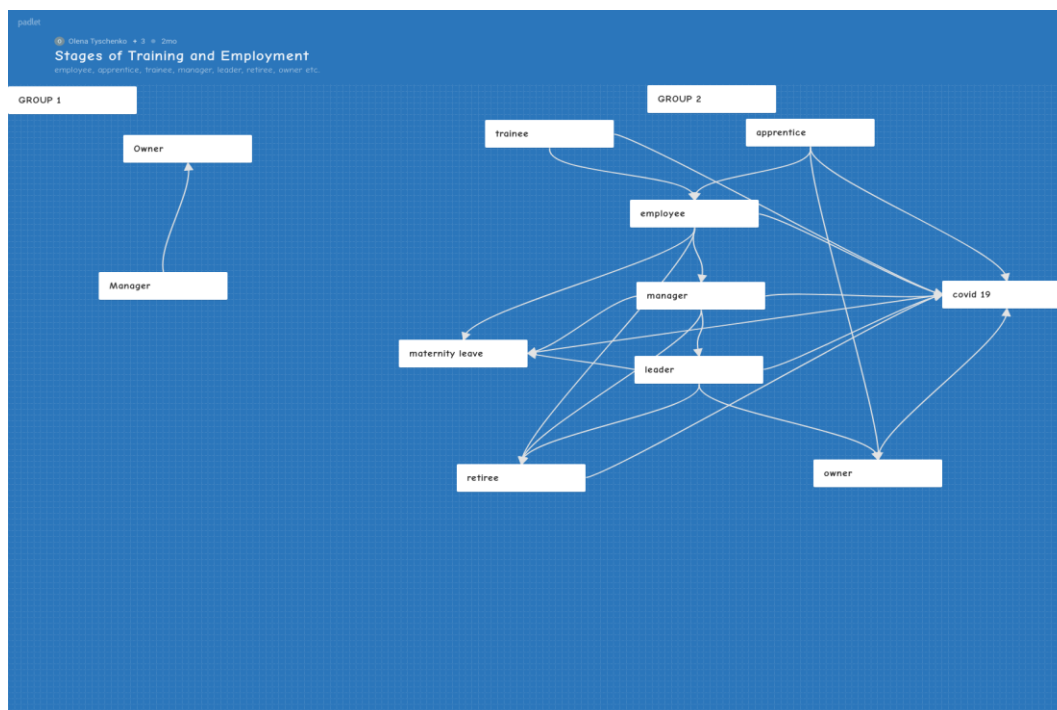 padlet
Olena Tyschenko + 3 2mo
Stages of Training and Employment
employee, apprentice, trainee, manager, leader, retiree, owner etc.
GROUP 1
GROUP 2
trainee
apprentice
Owner
employee
Manager
manager
covid 19
maternity leave
leader
retiree
owner